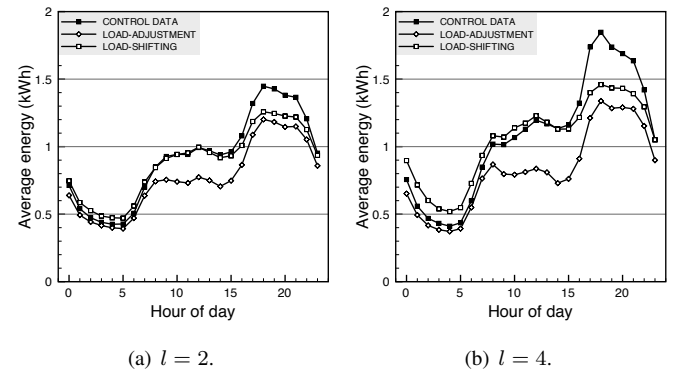 2
1.5
1
0.5
0
Average energy (kWh)
CONTROL DATA
LOAD-ADJUSTMENT
LOAD-SHIFTING
0 5 10 15 20
Hour of day
(a) l = 2.
2
1.5
1
0.5
0
Average energy (kWh)
CONTROL DATA
LOAD-ADJUSTMENT
LOAD-SHIFTING
0 5 10 15 20
Hour of day
(b) l = 4.